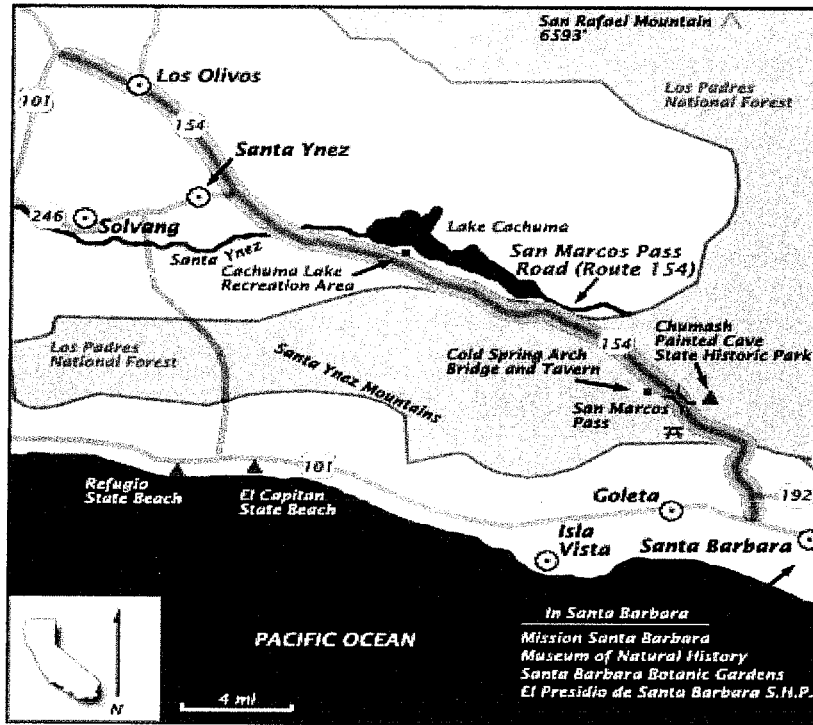 San Rafael Mountain
6593'
Los Olivos
101
Los Padres
National Forest
154
Santa Ynez
246
Solvang
Santa Ynez
Lake Cachuma
Cachuma Lake
Recreation Area
San Marcos Pass
Road (Route 154)
Los Padres
National Forest
Santa Ynez Mountains
Cold Spring Arch
Bridge and Tavern
154
Chumash
Painted Cave
State Historic Park
San Marcos
Pass
Refugio
State Beach
El Capitan
State Beach
101
Goleta
192
Isla
Vista
Santa Barbara
PACIFIC OCEAN
In Santa Barbara
Mission Santa Barbara
Museum of Natural History
Santa Barbara Botanic Gardens
El Presidio de Santa Barbara S.H.P.
N
4 mi